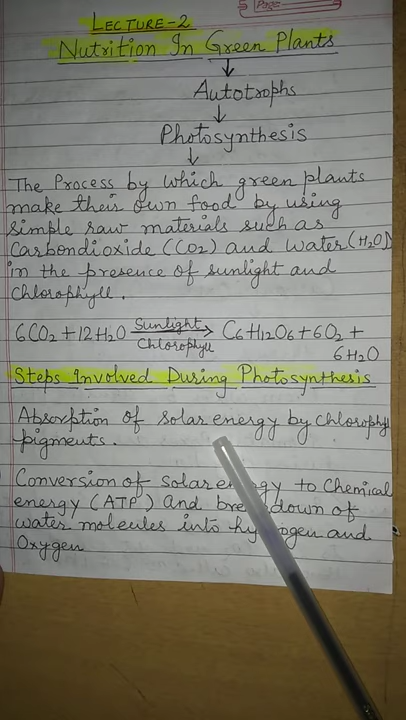 Page
LECTURE-2
Nutrition In Green Plants
Autotrophs
Photosynthesis
The Process by which green plants
make their own food by using
simple raw materials such as
Carbondioxide (CO2) and Water (H2O)
in the presence of sunlight and
Chlorophyll.
6CO2 + 12H2O Sunlight Chlorophyll C6H12O6 + 6O2 +
6H2O
Steps Involved During Photosynthesis
Absorption of solar energy by Chlorophyll
pigments.
Conversion of solar energy to Chemical
energy (ATP) and breakdown of
water molecules into hydrogen and
Oxygen